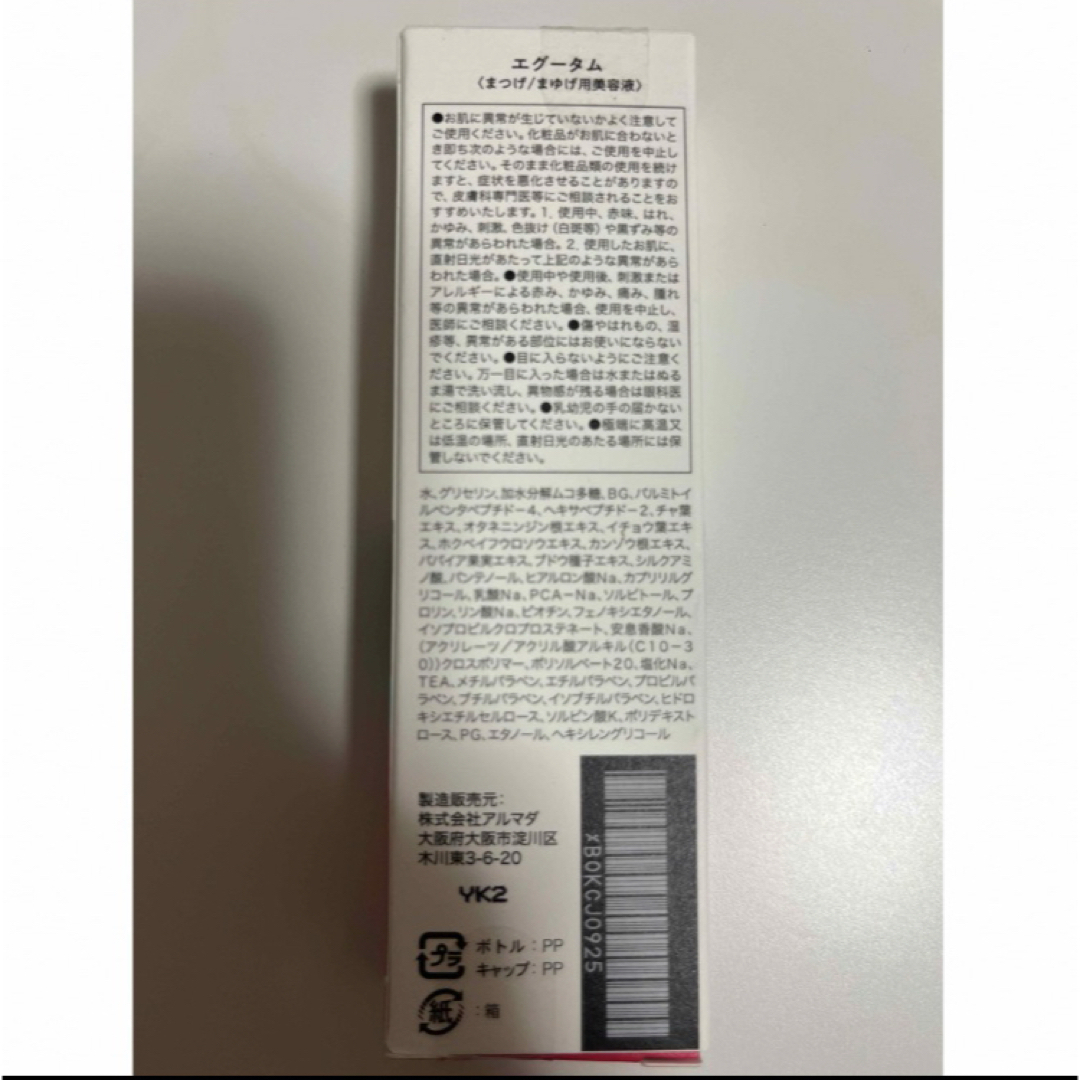 エグータム
〈まつげ/まゆげ用美容液〉
●お肌に異常が生じていないかよく注意して
ご使用ください。化粧品がお肌に合わないと
き即ち次のような場合には、ご使用を中止し
てください。そのまま化粧品類の使用を続け
ますと、症状を悪化させることがありますの
で、皮膚科専門医等にご相談されることをお
すすめいたします。1. 使用中、赤味、はれ、
かゆみ、刺激、色抜け（白斑等）や黒ずみ等の
異常があらわれた場合。2. 使用したお肌に、
直射日光があたって上記のような異常があら
われた場合。●使用中や使用後、刺激または
アレルギーによる赤み、かゆみ、痛み、腫れ
等の異常があらわれた場合、使用を中止し、
医師にご相談ください。●傷やはれもの、湿
疹等、異常がある部位にはお使いにならない
でください。●目に入らないようにご注意く
ださい。万一目に入った場合は水またはぬる
ま湯で洗い流し、異物感が残る場合は眼科医
にご相談ください。●乳幼児の手の届かない
ところに保管してください。●極端に高温又
は低温の場所、直射日光のあたる場所には保
管しないでください。
水、グリセリン、加水分解ムコ多糖、BG、パルミトイ
ルペンタペプチド－4、ヘキサペプチド－2、チャ葉
エキス、オタネニンジン根エキス、イチョウ葉エキ
ス、ホクベイフウロソウエキス、カンゾウ根エキス、
パパイア果実エキス、ブドウ種子エキス、シルクアミ
ノ酸、パンテノール、ヒアルロン酸Na、カプリリルグ
リコール、乳酸Na、PCA－Na、ソルビトール、プ
ロリン、リン酸Na、ビオチン、フェノキシエタノール、
イソプロピルクロプロステネート、安息香酸Na、
（アクリレーツ／アクリル酸アルキル（C10－3
0））クロスポリマー、ポリソルベート20、塩化Na、
TEA、メチルパラベン、エチルパラベン、プロピルパ
ラベン、ブチルパラベン、イソブチルパラベン、ヒドロ
キシエチルセルロース、ソルビン酸K、ポリデキスト
ロース、PG、エタノール、ヘキシレングリコール
製造販売元：
株式会社アルマダ
大阪府大阪市淀川区
木川東3-6-20
YK2
プラ
ボトル：PP
キャップ：PP
紙
：箱
xB0KCJ0925